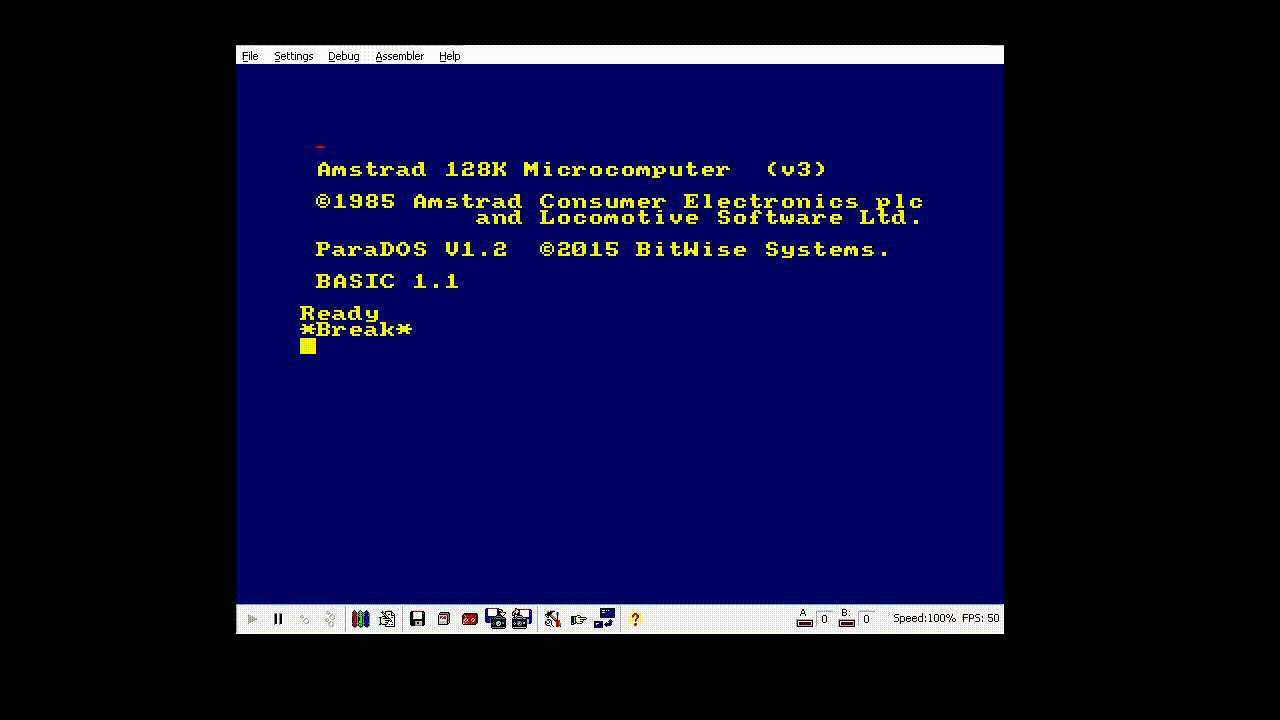 File Settings Debug Assembler Help
Amstrad 128K Microcomputer (v3)
©1985 Amstrad Consumer Electronics plc
and Locomotive Software Ltd.
ParaDOS V1.2 ©2015 BitWise Systems.
BASIC 1.1
Ready
*Break*
A 0 B: 0 Speed:100% FPS: 50